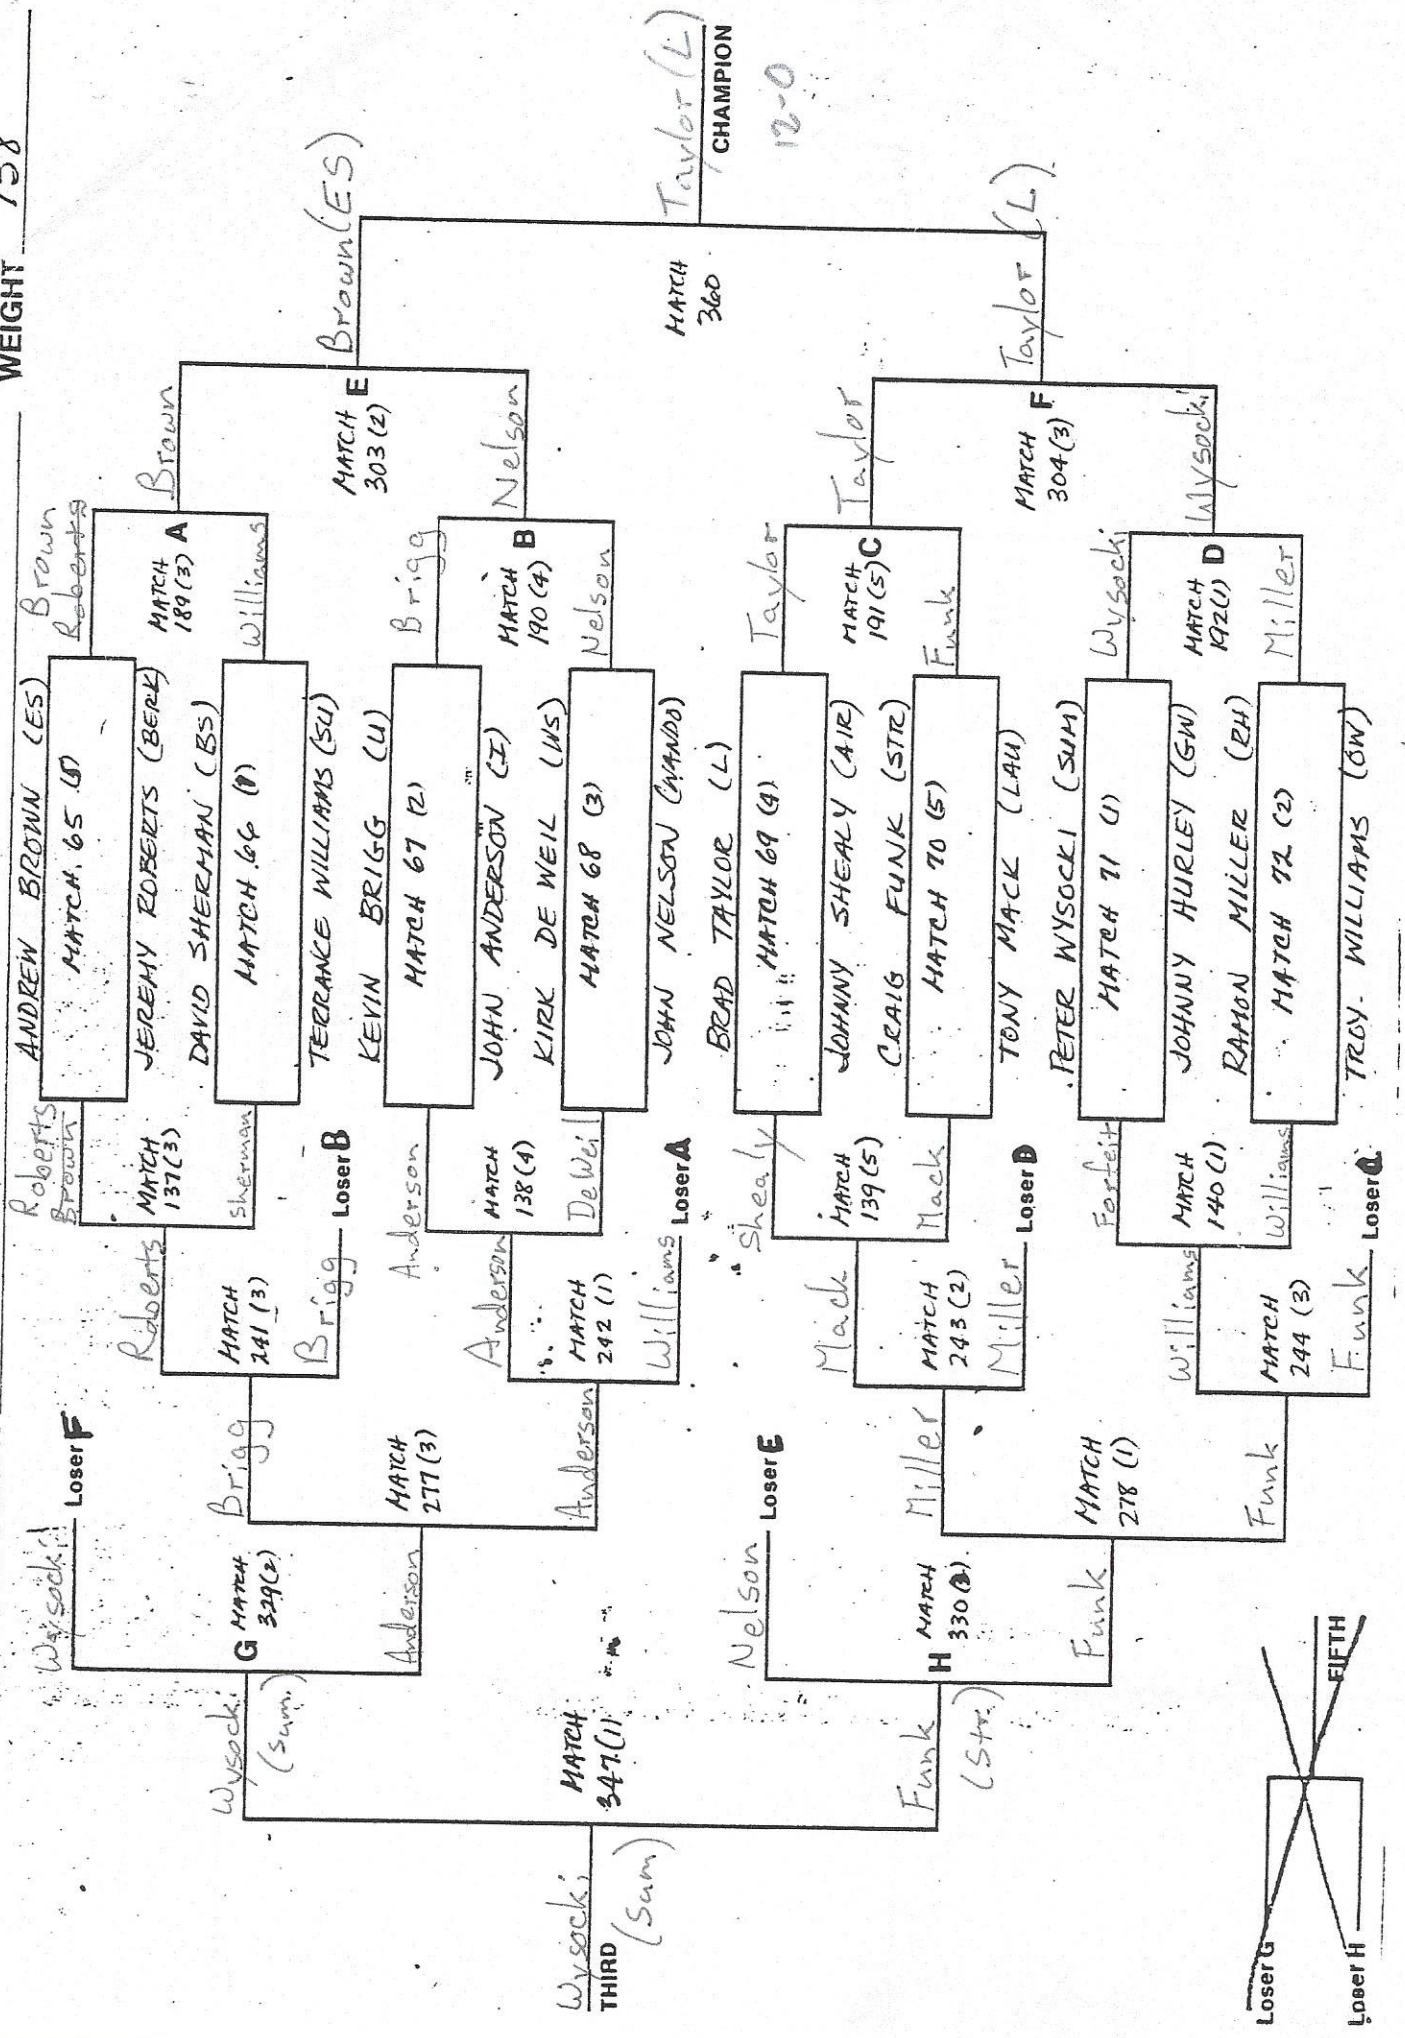 WEIGHT 138
ANDREW BROWN (ES)
MATCH 65 (5)
JEREMY ROBERTS (BERK)
DAVID SHERMAN (BS)
MATCH 66 (1)
TERRANCE WILLIAMS (SU)
KEVIN BRIGG (U)
MATCH 67 (2)
JOHN ANDERSON (I)
KIRK DE WEIL (WS)
MATCH 68 (3)
JOHN NELSON (WANDO)
BRAD TAYLOR (L)
MATCH 69 (4)
JOHNNY SHEALY (AIR)
CRAIG FUNK (STR)
MATCH 70 (5)
TONY MACK (LAU)
PETER WYSOCKI (SUM)
MATCH 71 (1)
JOHNNY HURLEY (GW)
RAMON MILLER (RH)
MATCH 72 (2)
TROY WILLIAMS (OW)
Brown
Roberts
MATCH
189(3) A
Williams
Brigg
MATCH B
190 (4)
Nelson
Taylor
MATCH
191(5) C
Funk
Wysocki
MATCH
192(1) D
Miller
Brown
MATCH E
303(2)
Nelson
Taylor
MATCH F
304(3)
Wysocki
Brown (ES)
MATCH
360
Taylor (L)
Taylor (L)
CHAMPION
12-0
Roberts
Brown
MATCH
137(3)
Sherman
Anderson
MATCH
138(4)
DeWeil
Shealy
MATCH
139(5)
Mack
Forfeit
MATCH
140(1)
Williams
Roberts
MATCH
241(3)
Brigg
Loser B
Anderson
MATCH
242 (1)
Williams
Loser A
Mack
MATCH
243(2)
Miller
Loser D
Williams
MATCH
244 (3)
Funk
Loser
Brigg
MATCH
277(3)
Anderson
Miller
MATCH
278 (1)
Funk
Wysocki
Loser F
G MATCH
329(2)
Anderson
Nelson
Loser E
H MATCH
330
Funk
Wysocki
(Sum.)
MATCH
347(1)
Funk
(Str.)
Wysocki
THIRD
(Sum)
Loser G
Loser H
FIFTH